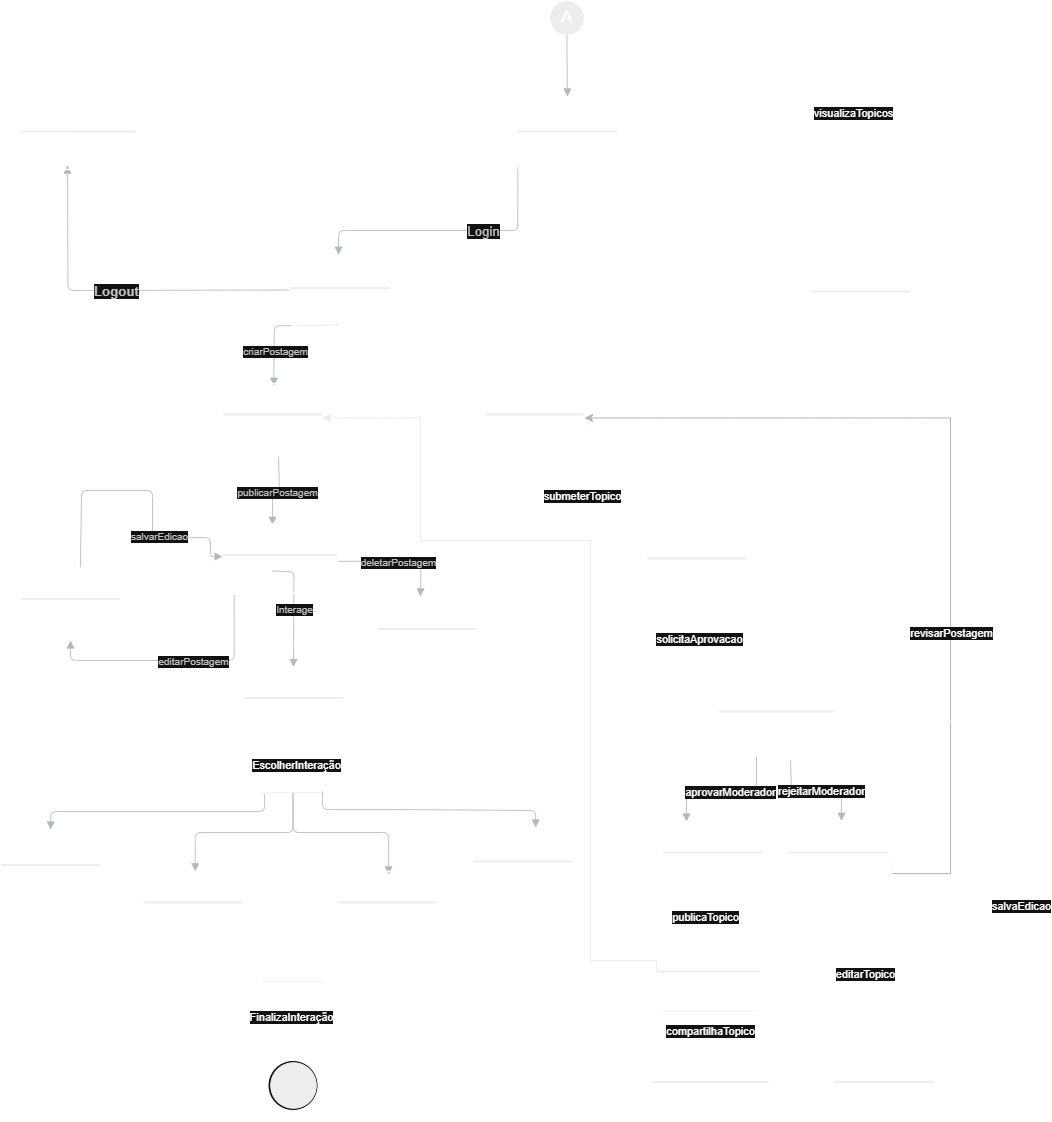 A
visualizaTopicos
Login
Logout
criarPostagem
publicarPostagem
submeterTopico
salvarEdicao
deletarPostagem
Interage
revisarPostagem
solicitaAprovacao
editarPostagem
EscolherInteração
aprovarModerador
rejeitarModerador
salvaEdicao
publicaTopico
editarTopico
FinalizaInteração
compartilhaTopico